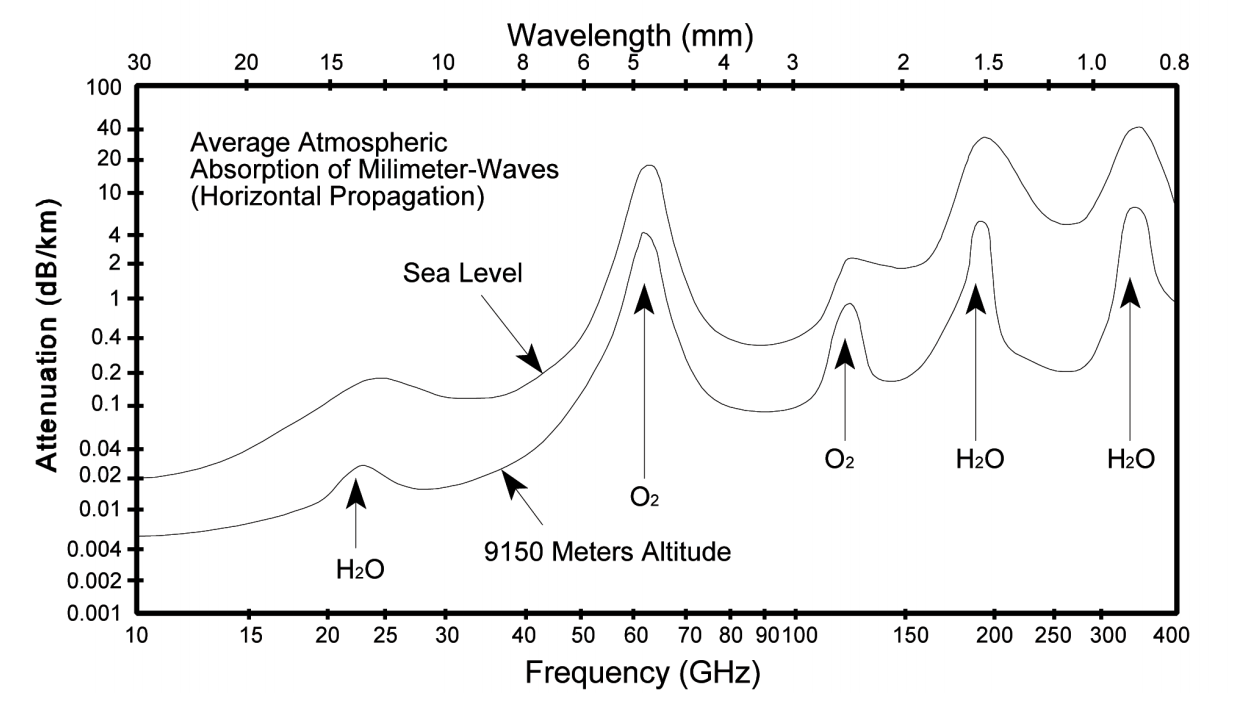 Wavelength (mm)
30 20 15 10 8 6 5 4 3 2 1.5 1.0 0.8
Average Atmospheric
Absorption of Milimeter-Waves
(Horizontal Propagation)
Attenuation (dB/km)
100
40
20
10
4
2
1
0.4
0.2
0.1
0.04
0.02
0.01
0.004
0.002
0.001
Sea Level
O2 H2O H2O
O2
9150 Meters Altitude
H2O
10 15 20 25 30 40 50 60 70 80 90 100 150 200 250 300 400
Frequency (GHz)